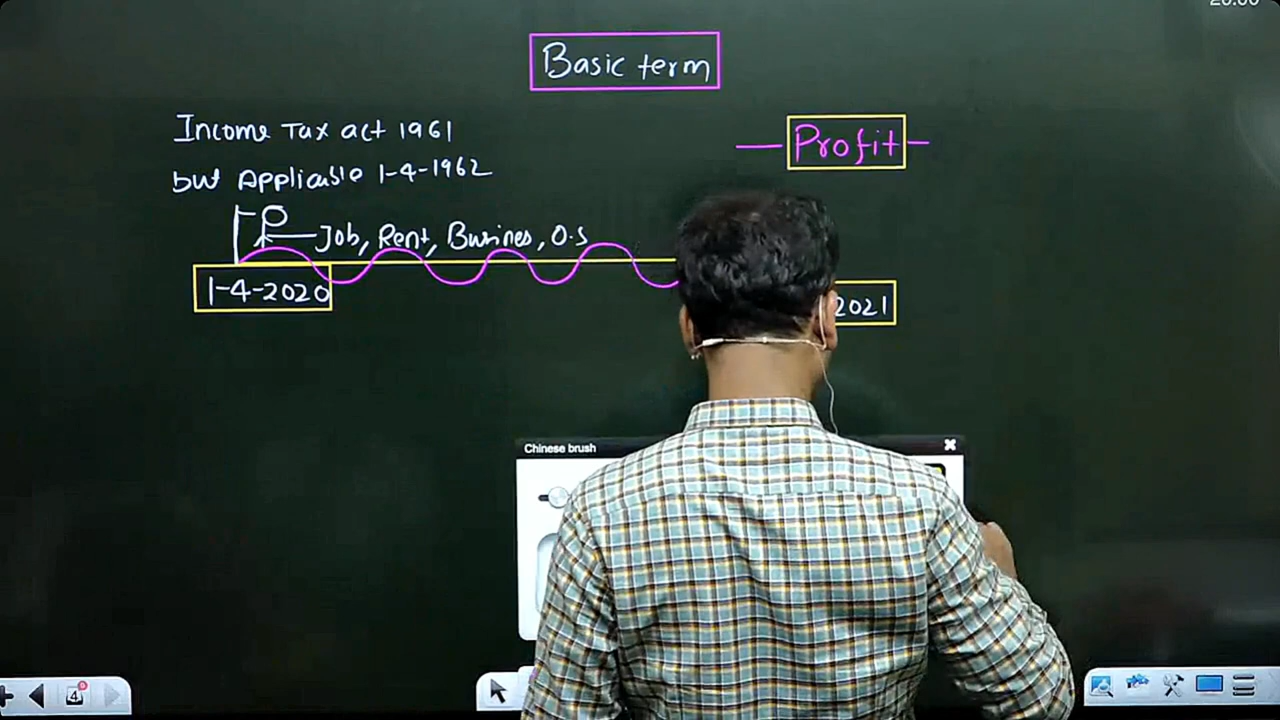 Basic term
Income Tax act 1961
but Applicable 1-4-1962
Profit
Job, Rent, Busines, O.S
1-4-2020
2021
Chinese brush
4